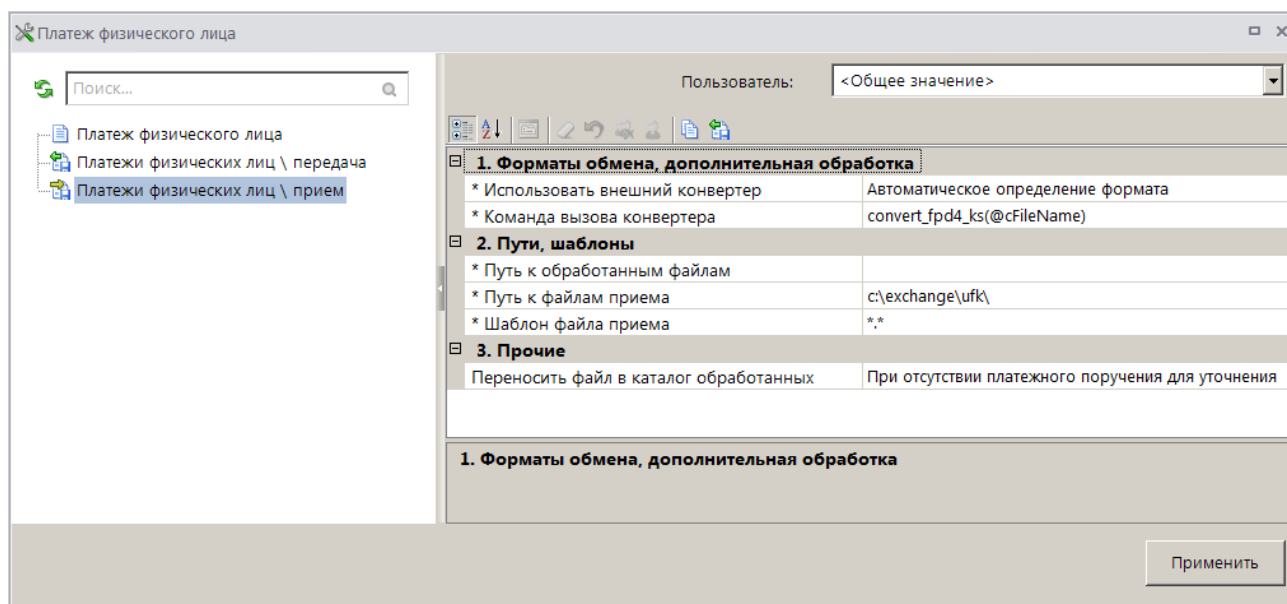 Платеж физического лица
Поиск...
Платеж физического лица
Платежи физических лиц \ передача
Платежи физических лиц \ прием
Пользователь: <Общее значение>
1. Форматы обмена, дополнительная обработка
* Использовать внешний конвертер Автоматическое определение формата
* Команда вызова конвертера convert_fpd4_ks(@cFileName)
2. Пути, шаблоны
* Путь к обработанным файлам
* Путь к файлам приема c:\exchange\ufk\
* Шаблон файла приема *.*
3. Прочие
Переносить файл в каталог обработанных При отсутствии платежного поручения для уточнения
1. Форматы обмена, дополнительная обработка
Применить